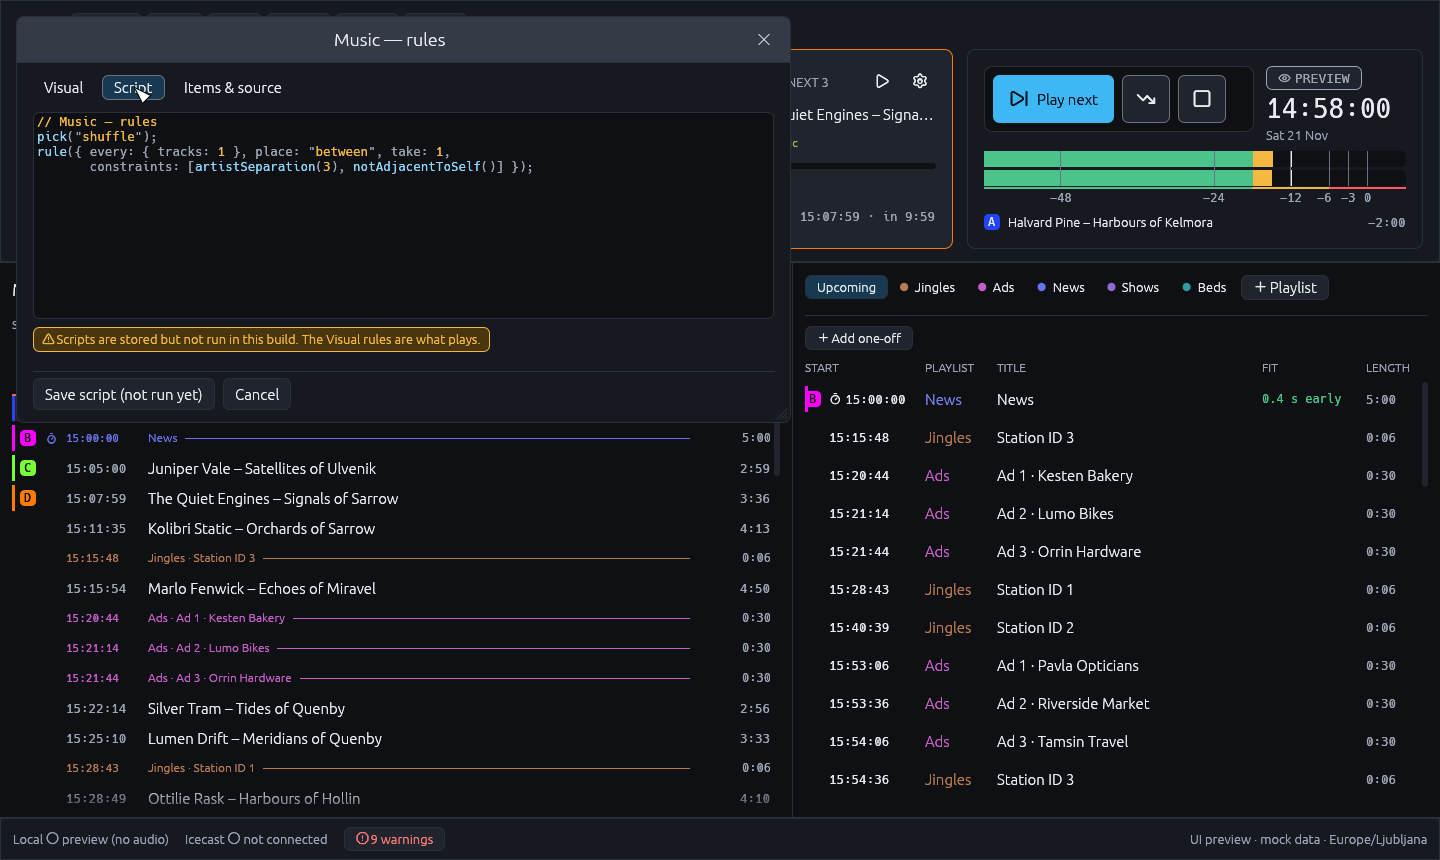 Music — rules
Visual
Script
Items & source
// Music — rules
pick("shuffle");
rule({ every: { tracks: 1 }, place: "between", take: 1,
constraints: [artistSeparation(3), notAdjacentToSelf()] });
Scripts are stored but not run in this build. The Visual rules are what plays.
Save script (not run yet)
Cancel
NEXT 3
uiet Engines – Signa…
15:07:59 · in 9:59
Play next
PREVIEW
14:58:00
Sat 21 Nov
−48 −24 −12 −6 −3 0
A Halvard Pine – Harbours of Kelmora −2:00
B 15:00:00 News 5:00
C 15:05:00 Juniper Vale – Satellites of Ulvenik 2:59
D 15:07:59 The Quiet Engines – Signals of Sarrow 3:36
15:11:35 Kolibri Static – Orchards of Sarrow 4:13
15:15:48 Jingles · Station ID 3 0:06
15:15:54 Marlo Fenwick – Echoes of Miravel 4:50
15:20:44 Ads · Ad 1 · Kesten Bakery 0:30
15:21:14 Ads · Ad 2 · Lumo Bikes 0:30
15:21:44 Ads · Ad 3 · Orrin Hardware 0:30
15:22:14 Silver Tram – Tides of Quenby 2:56
15:25:10 Lumen Drift – Meridians of Quenby 3:33
15:28:43 Jingles · Station ID 1 0:06
15:28:49 Ottilie Rask – Harbours of Hollin 4:10
Upcoming
Jingles
Ads
News
Shows
Beds
+ Playlist
+ Add one-off
START PLAYLIST TITLE FIT LENGTH
B 15:00:00 News News 0.4 s early 5:00
15:15:48 Jingles Station ID 3 0:06
15:20:44 Ads Ad 1 · Kesten Bakery 0:30
15:21:14 Ads Ad 2 · Lumo Bikes 0:30
15:21:44 Ads Ad 3 · Orrin Hardware 0:30
15:28:43 Jingles Station ID 1 0:06
15:40:39 Jingles Station ID 2 0:06
15:53:06 Ads Ad 1 · Pavla Opticians 0:30
15:53:36 Ads Ad 2 · Riverside Market 0:30
15:54:06 Ads Ad 3 · Tamsin Travel 0:30
15:54:36 Jingles Station ID 3 0:06
Local preview (no audio)
Icecast not connected
9 warnings
UI preview · mock data · Europe/Ljubljana